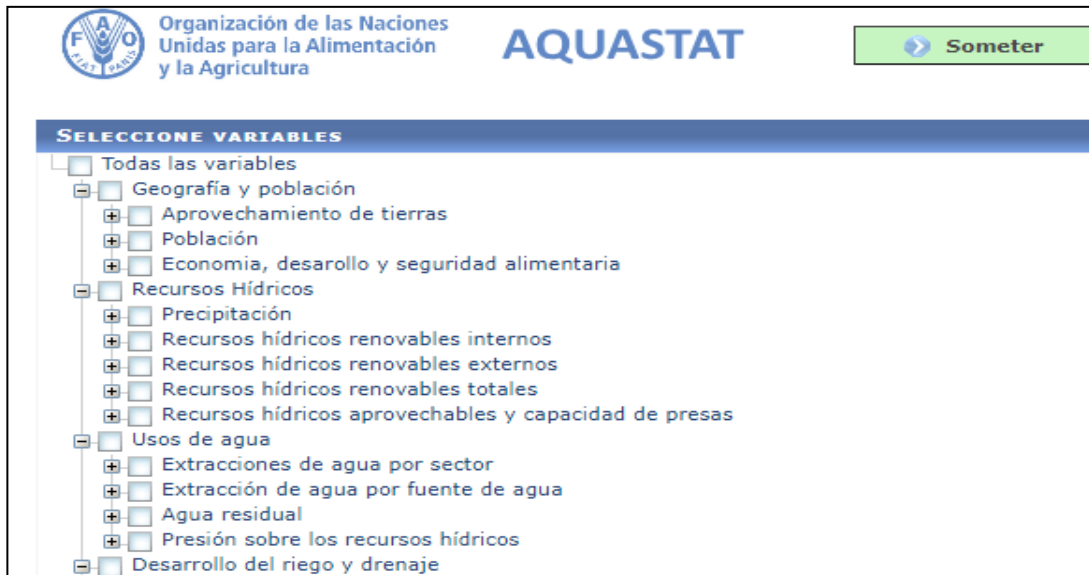 Organización de las Naciones
Unidas para la Alimentación
y la Agricultura
AQUASTAT
Someter
F A O
FIAT PANIS
SELECCIONE VARIABLES
Todas las variables
Geografía y población
Aprovechamiento de tierras
Población
Economia, desarollo y seguridad alimentaria
Recursos Hídricos
Precipitación
Recursos hídricos renovables internos
Recursos hídricos renovables externos
Recursos hídricos renovables totales
Recursos hídricos aprovechables y capacidad de presas
Usos de agua
Extracciones de agua por sector
Extracción de agua por fuente de agua
Agua residual
Presión sobre los recursos hídricos
Desarrollo del riego y drenaje